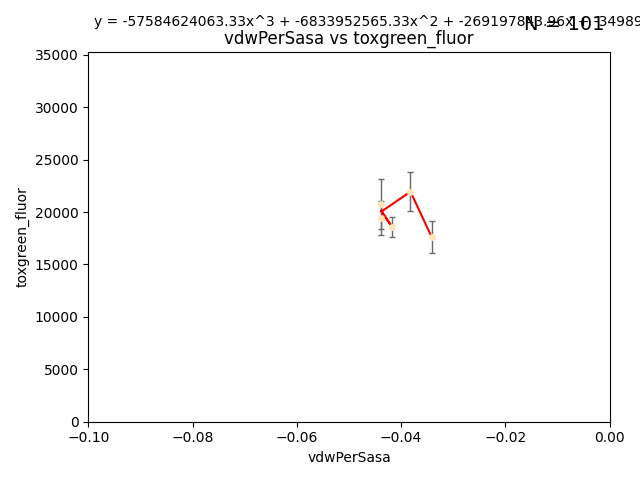 y = -57584624063.33x^3 + -6833952565.33x^2 +
N = 101
vdwPerSasa vs toxgreen_fluor
35000
30000
25000
20000
15000
10000
5000
0
toxgreen_fluor
−0.10
−0.08
−0.06
−0.04
−0.02
0.00
vdwPerSasa